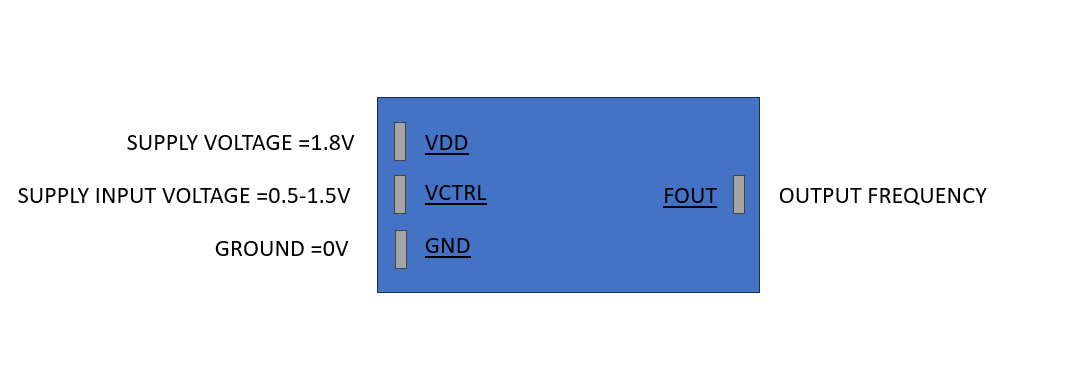 SUPPLY VOLTAGE =1.8V VDD
SUPPLY INPUT VOLTAGE =0.5-1.5V VCTRL FOUT OUTPUT FREQUENCY
GROUND =0V GND